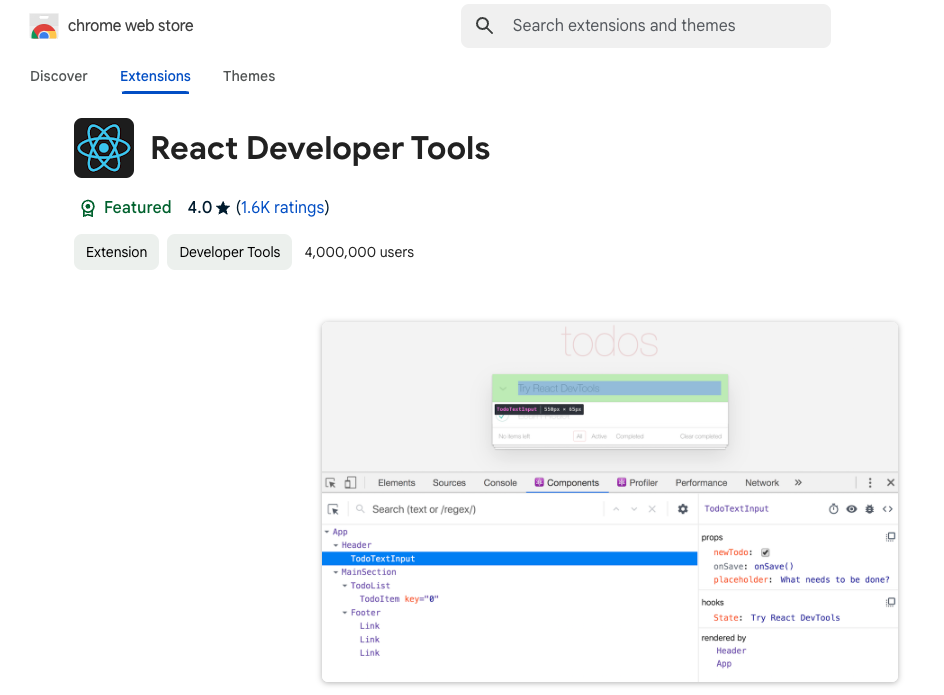 chrome web store
Search extensions and themes
Discover Extensions Themes
React Developer Tools
Featured 4.0 (1.6K ratings)
Extension Developer Tools 4,000,000 users
todos
Try React DevTools
TodoTextInput | 550px × 65px
No items left All Active Completed Clear completed
Elements Sources Console Components Profiler Performance Network »
Search (text or /regex/)
TodoTextInput
App
Header
TodoTextInput
MainSection
TodoList
TodoItem key="0"
Footer
Link
Link
Link
props
newTodo:
onSave: onSave()
placeholder: What needs to be done?
hooks
State: Try React DevTools
rendered by
Header
App